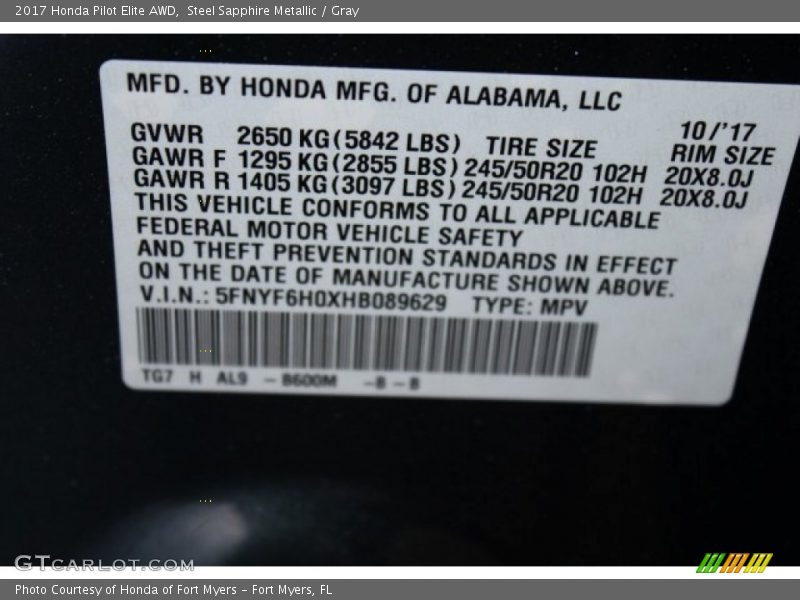 2017 Honda Pilot Elite AWD, Steel Sapphire Metallic / Gray
MFD. BY HONDA MFG. OF ALABAMA, LLC
10/'17
GVWR 2650 KG(5842 LBS) TIRE SIZE RIM SIZE
GAWR F 1295 KG(2855 LBS) 245/50R20 102H 20X8.0J
GAWR R 1405 KG(3097 LBS) 245/50R20 102H 20X8.0J
THIS VEHICLE CONFORMS TO ALL APPLICABLE
FEDERAL MOTOR VEHICLE SAFETY
AND THEFT PREVENTION STANDARDS IN EFFECT
ON THE DATE OF MANUFACTURE SHOWN ABOVE.
V.I.N.: 5FNYF6H0XHB089629 TYPE: MPV
TG7 H AL9 - B600M -B-B
GTCARLOT.COM
Photo Courtesy of Honda of Fort Myers - Fort Myers, FL